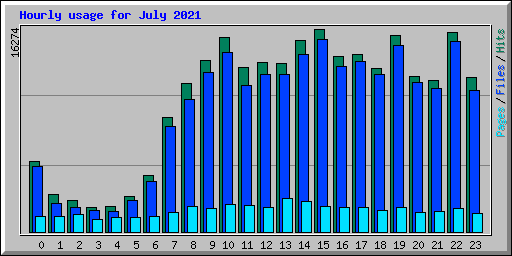 Hourly usage for July 2021
16274
Pages/Files/Hits
0 1 2 3 4 5 6 7 8 9 10 11 12 13 14 15 16 17 18 19 20 21 22 23